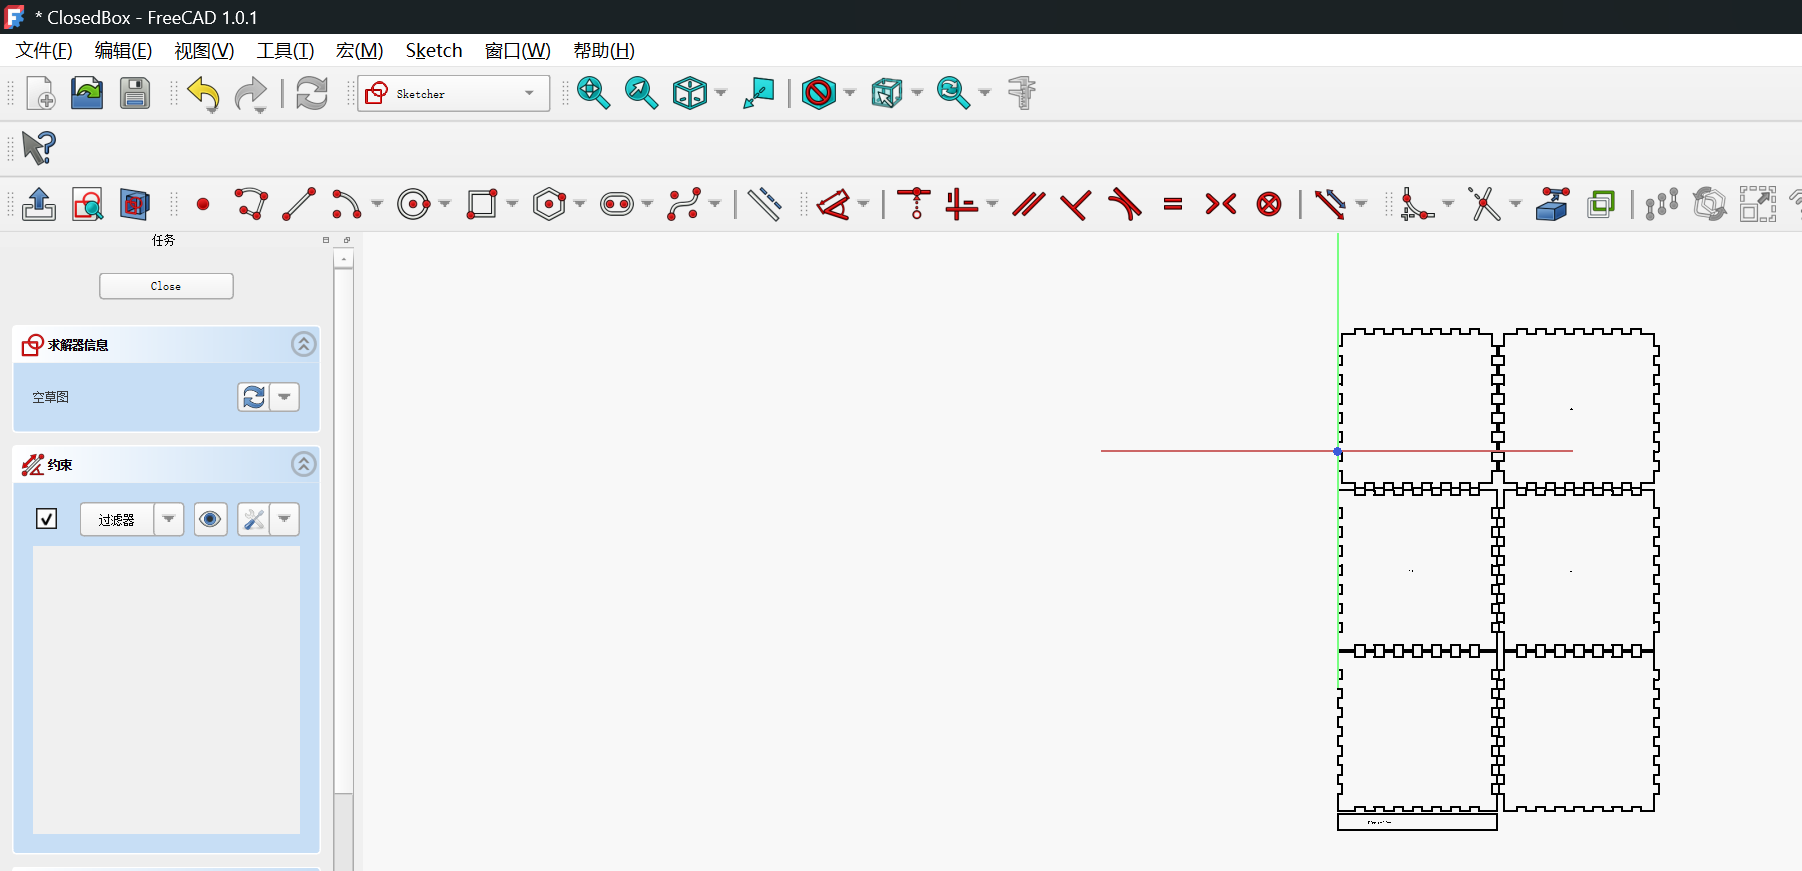 * ClosedBox - FreeCAD 1.0.1
文件(F) 编辑(E) 视图(V) 工具(T) 宏(M) Sketch 窗口(W) 帮助(H)
Sketcher
任务
Close
求解器信息
空草图
约束
过滤器